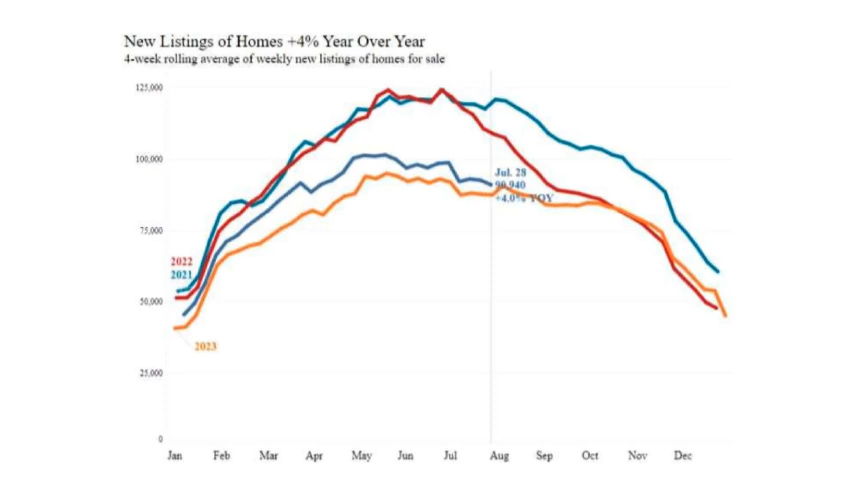 New Listings of Homes +4% Year Over Year
4-week rolling average of weekly new listings of homes for sale
125,000
100,000
Jul. 28
90,940
+4.0% YOY
75,000
2022
2021
50,000
2023
25,000
0
Jan Feb Mar Apr May Jun Jul Aug Sep Oct Nov Dec